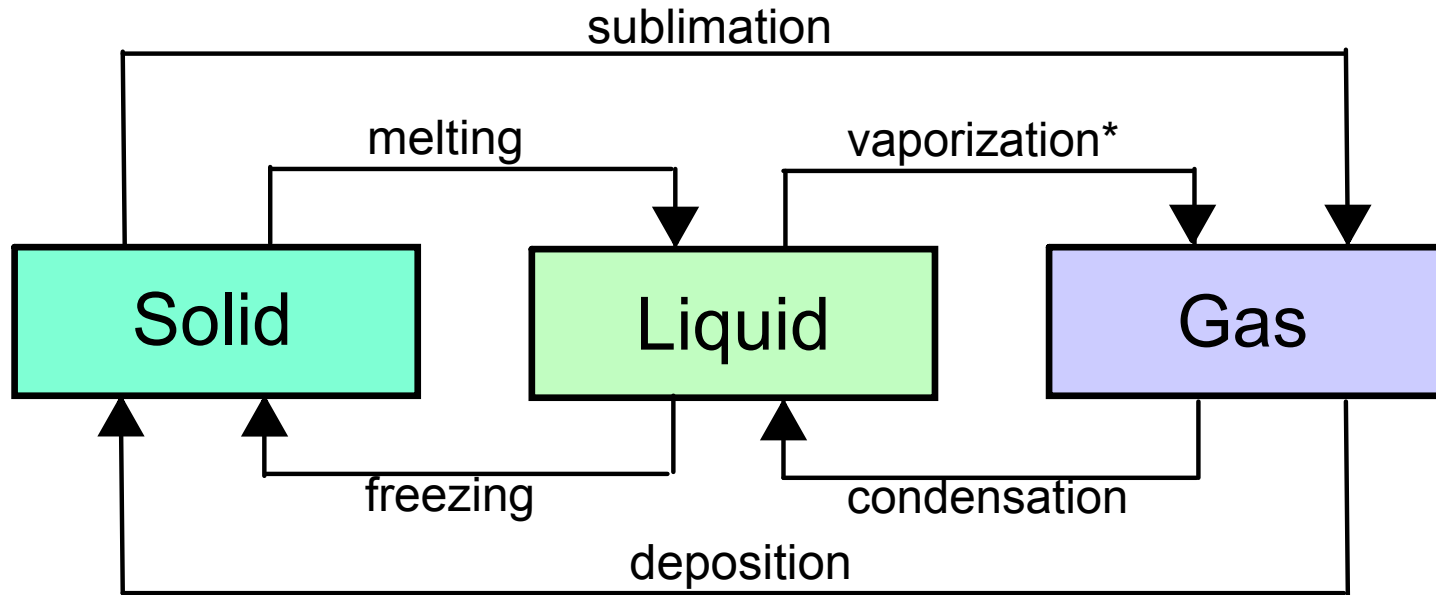 sublimation
melting
vaporization*
Solid
Liquid
Gas
freezing
condensation
deposition